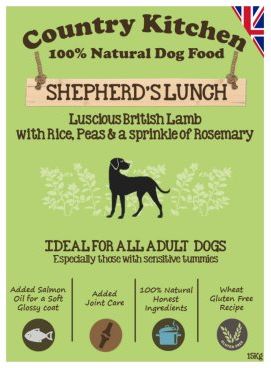 Country Kitchen
100% Natural Dog Food
SHEPHERD'S LUNCH
Luscious British Lamb
with Rice, Peas & a sprinkle of Rosemary
IDEAL FOR ALL ADULT DOGS
Especially those with sensitive tummies
Added Salmon
Oil for a Soft
Glossy coat
Added
Joint Care
100% Natural
Honest
Ingredients
Wheat
Gluten Free
Recipe
GLUTEN FREE
15Kg